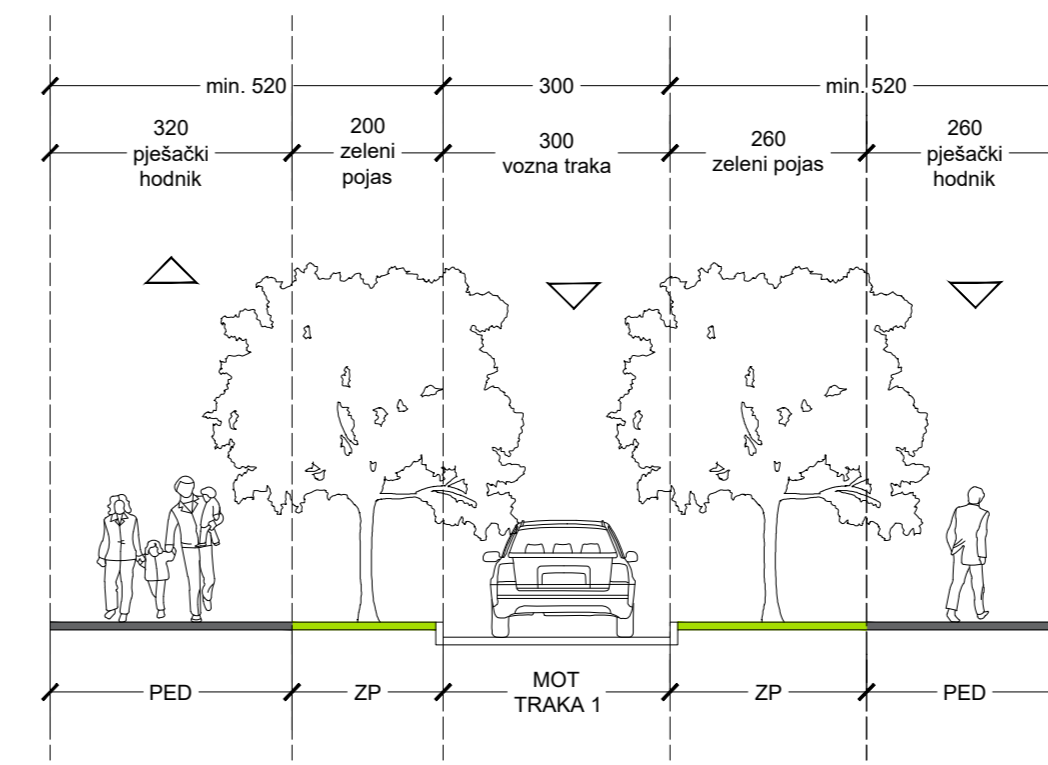 min. 520
300
min. 520
320
pješački
hodnik
200
zeleni
pojas
300
vozna traka
260
zeleni pojas
260
pješački
hodnik
PED
ZP
MOT
TRAKA 1
ZP
PED